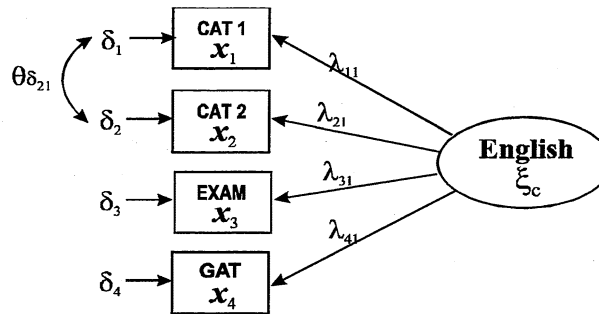 δ₁
CAT 1
x₁
λ₁₁
θδ₂₁
δ₂
CAT 2
x₂
λ₂₁
English
ξc
δ₃
EXAM
x₃
λ₃₁
δ₄
GAT
x₄
λ₄₁